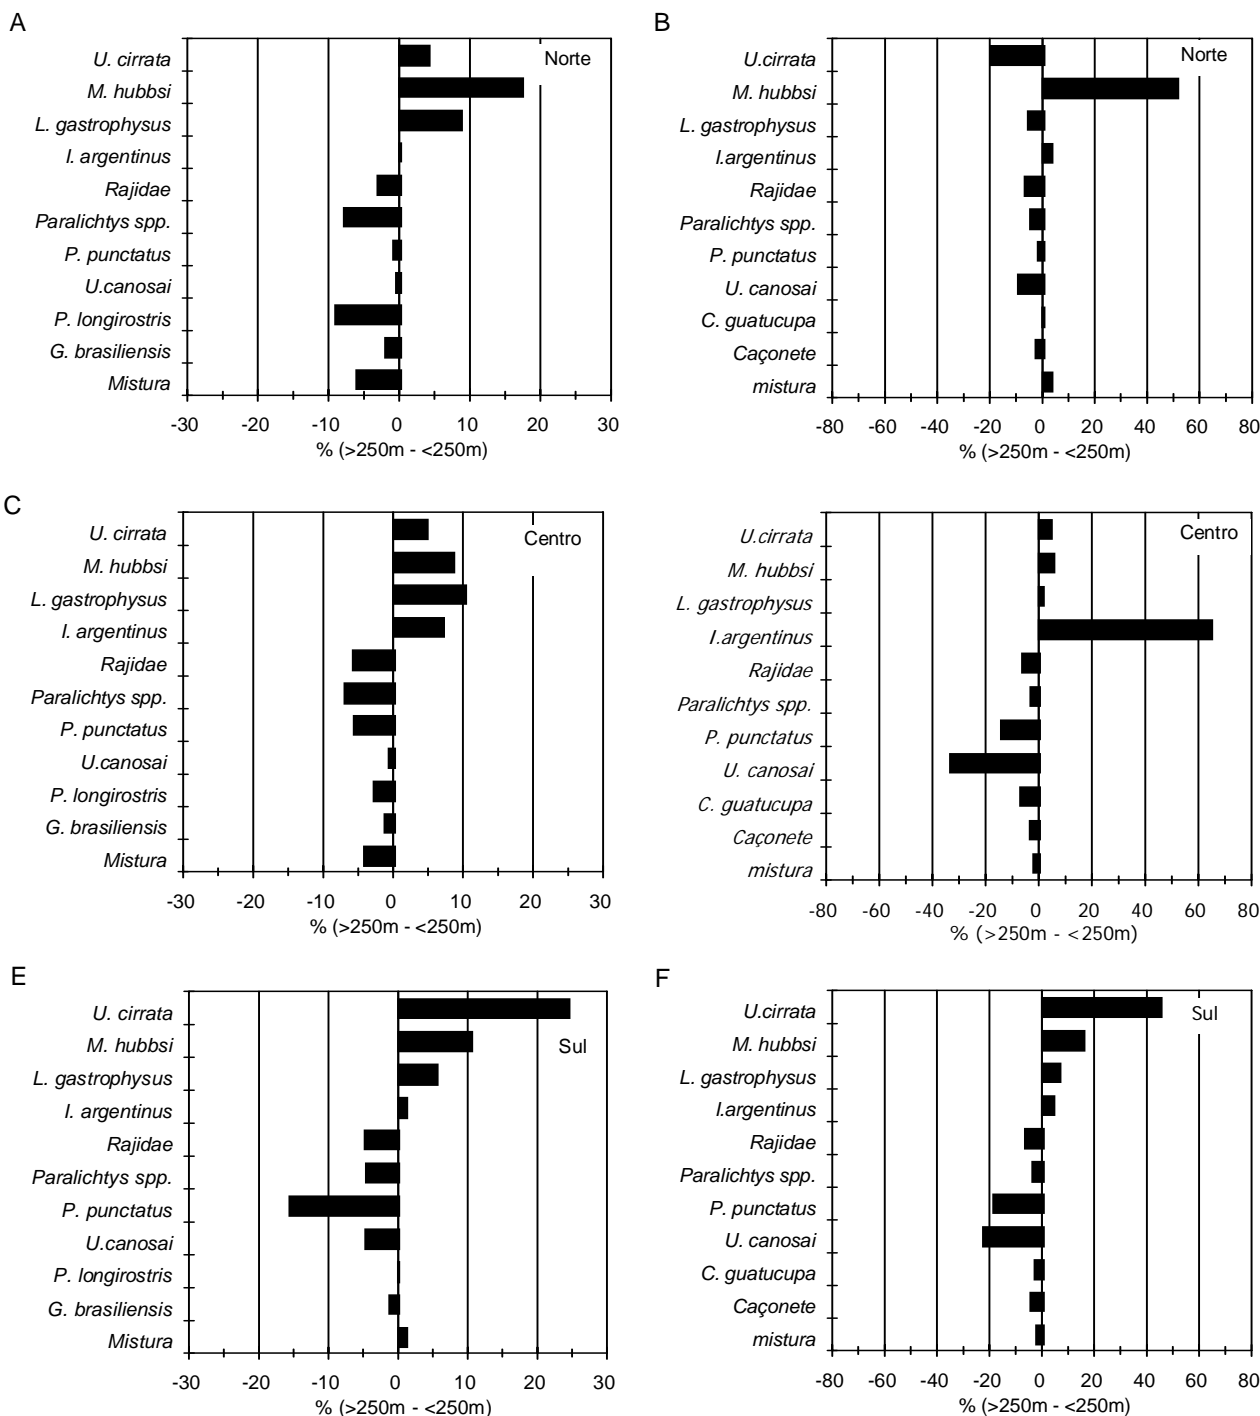 A
Norte
U. cirrata
M. hubbsi
L. gastrophysus
I. argentinus
Rajidae
Paralichtys spp.
P. punctatus
U.canosai
P. longirostris
G. brasiliensis
Mistura
-30 -20 -10 0 10 20 30
% (>250m - <250m)
B
Norte
U.cirrata
M. hubbsi
L. gastrophysus
I.argentinus
Rajidae
Paralichtys spp.
P. punctatus
U. canosai
C. guatucupa
Caçonete
mistura
-80 -60 -40 -20 0 20 40 60 80
% (>250m - <250m)
C
Centro
U. cirrata
M. hubbsi
L. gastrophysus
I. argentinus
Rajidae
Paralichtys spp.
P. punctatus
U.canosai
P. longirostris
G. brasiliensis
Mistura
-30 -20 -10 0 10 20 30
% (>250m - <250m)
Centro
U.cirrata
M. hubbsi
L. gastrophysus
I.argentinus
Rajidae
Paralichtys spp.
P. punctatus
U. canosai
C. guatucupa
Caçonete
mistura
-80 -60 -40 -20 0 20 40 60 80
% (>250m - <250m)
E
Sul
U. cirrata
M. hubbsi
L. gastrophysus
I. argentinus
Rajidae
Paralichtys spp.
P. punctatus
U.canosai
P. longirostris
G. brasiliensis
Mistura
-30 -20 -10 0 10 20 30
% (>250m - <250m)
F
Sul
U.cirrata
M. hubbsi
L. gastrophysus
I.argentinus
Rajidae
Paralichtys spp.
P. punctatus
U. canosai
C. guatucupa
Caçonete
mistura
-80 -60 -40 -20 0 20 40 60 80
% (>250m - <250m)